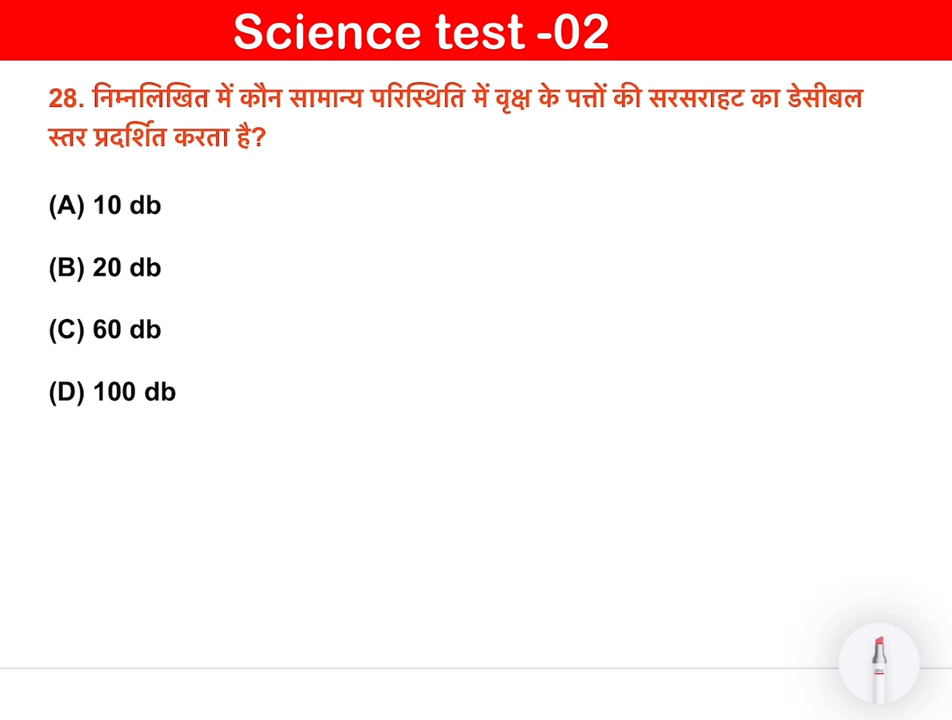 Science test -02
28. निम्नलिखित में कौन सामान्य परिस्थिति में वृक्ष के पत्तों की सरसराहट का डेसीबल
स्तर प्रदर्शित करता है?
(A) 10 db
(B) 20 db
(C) 60 db
(D) 100 db